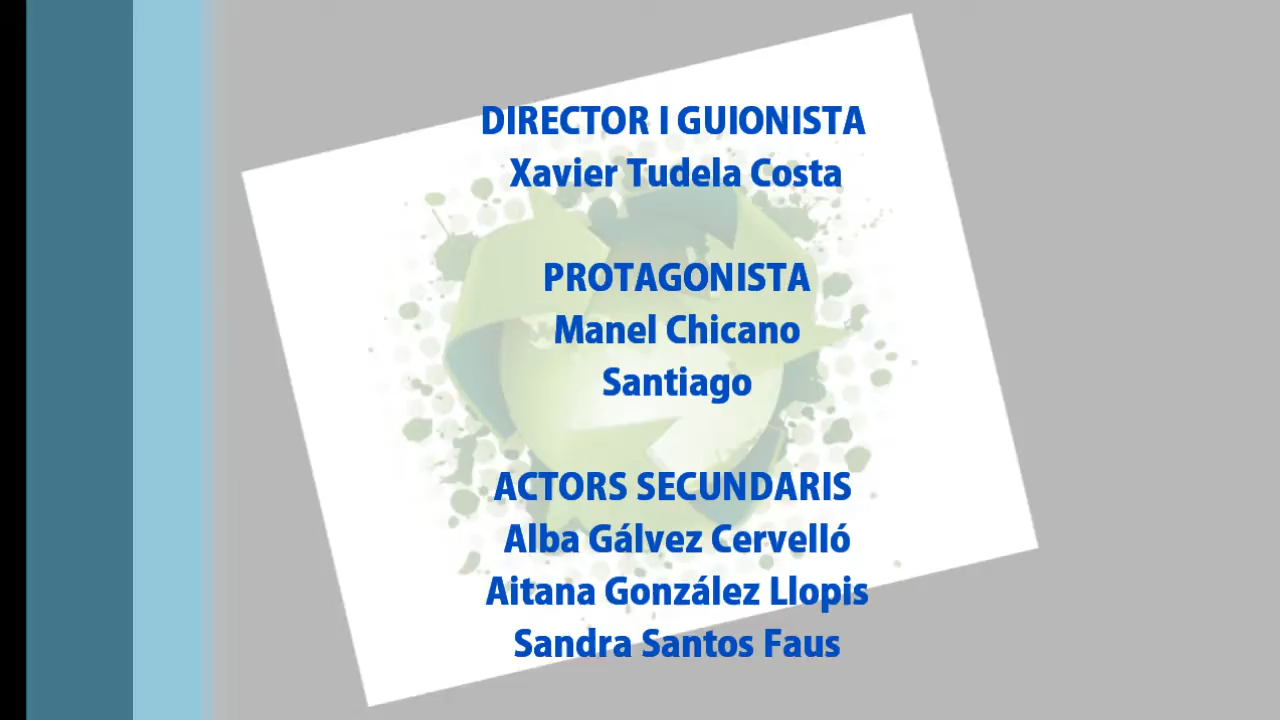 DIRECTOR I GUIONISTA
Xavier Tudela Costa
PROTAGONISTA
Manel Chicano
Santiago
ACTORS SECUNDARIS
Alba Gálvez Cervelló
Aitana González Llopis
Sandra Santos Faus